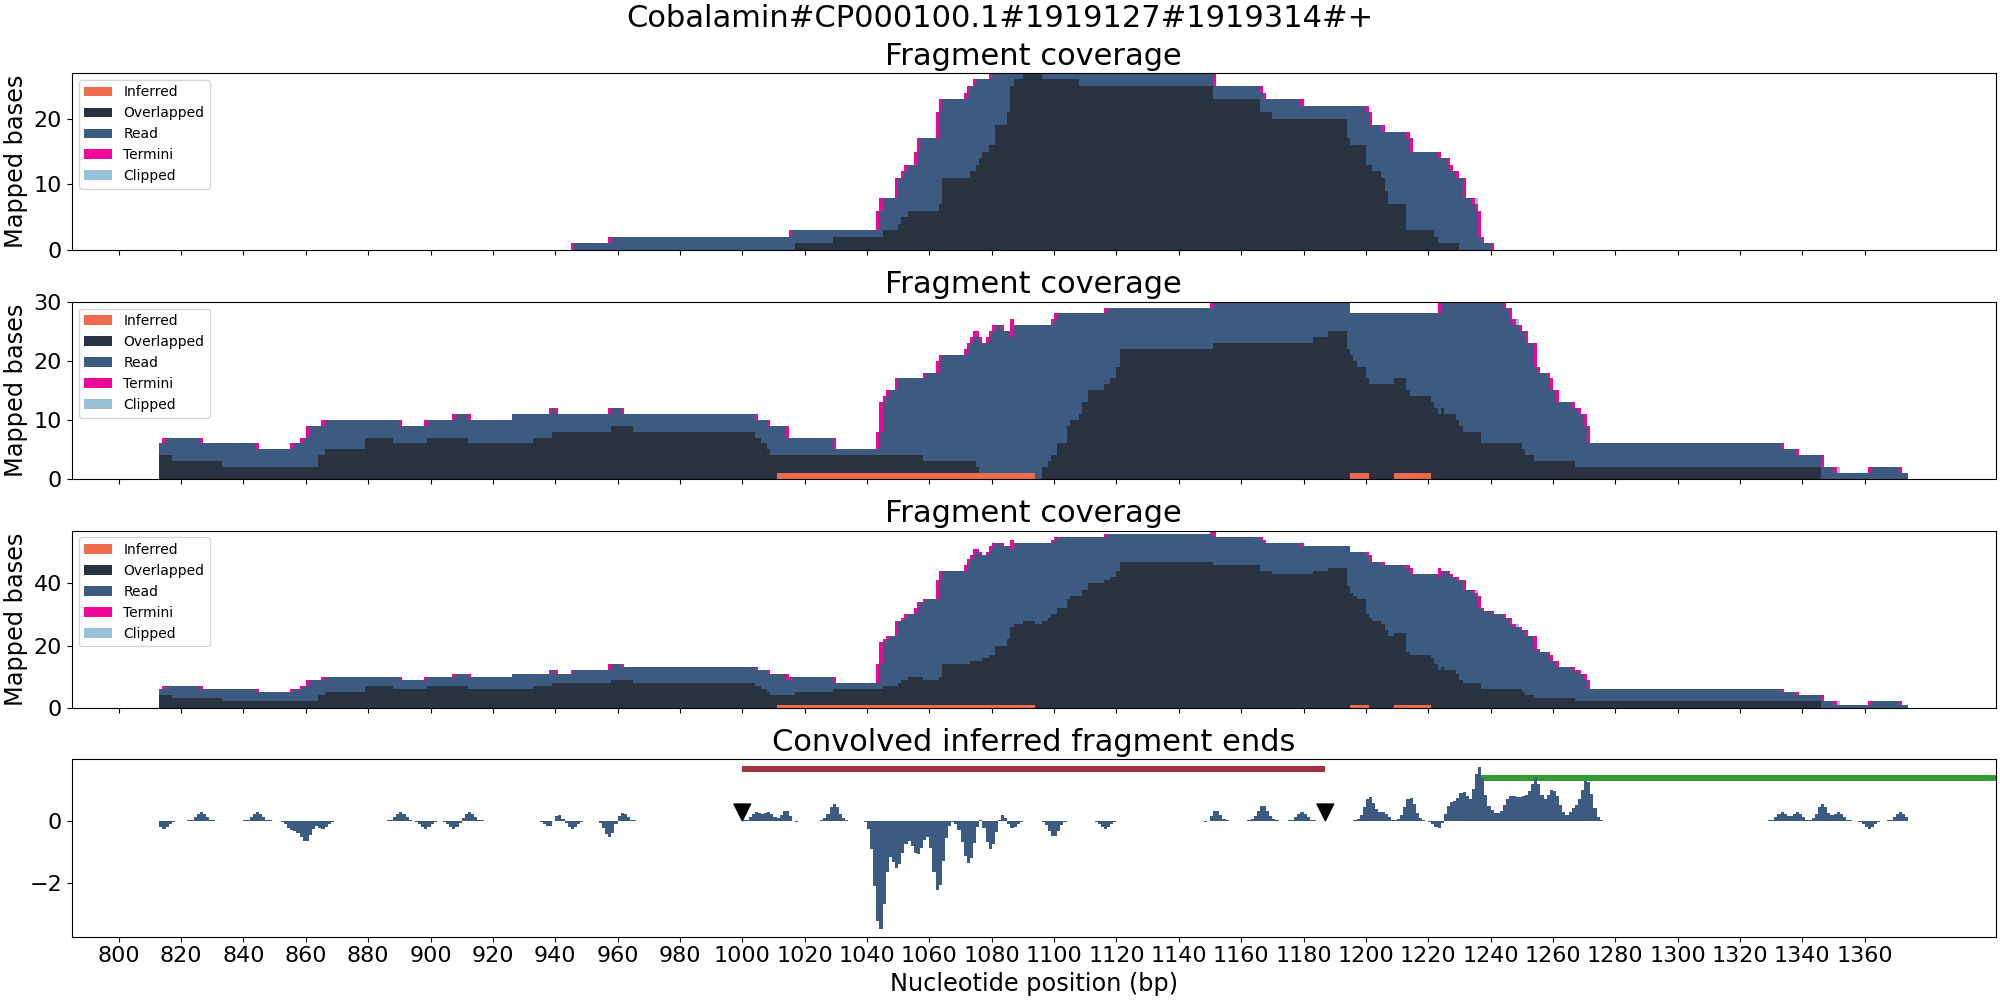 Cobalamin#CP000100.1#1919127#1919314#+
Fragment coverage
Mapped bases
20
10
0
Inferred
Overlapped
Read
Termini
Clipped
Fragment coverage
Mapped bases
30
20
10
0
Inferred
Overlapped
Read
Termini
Clipped
Fragment coverage
Mapped bases
40
20
0
Inferred
Overlapped
Read
Termini
Clipped
Convolved inferred fragment ends
0
−2
800 820 840 860 880 900 920 940 960 980 1000 1020 1040 1060 1080 1100 1120 1140 1160 1180 1200 1220 1240 1260 1280 1300 1320 1340 1360
Nucleotide position (bp)